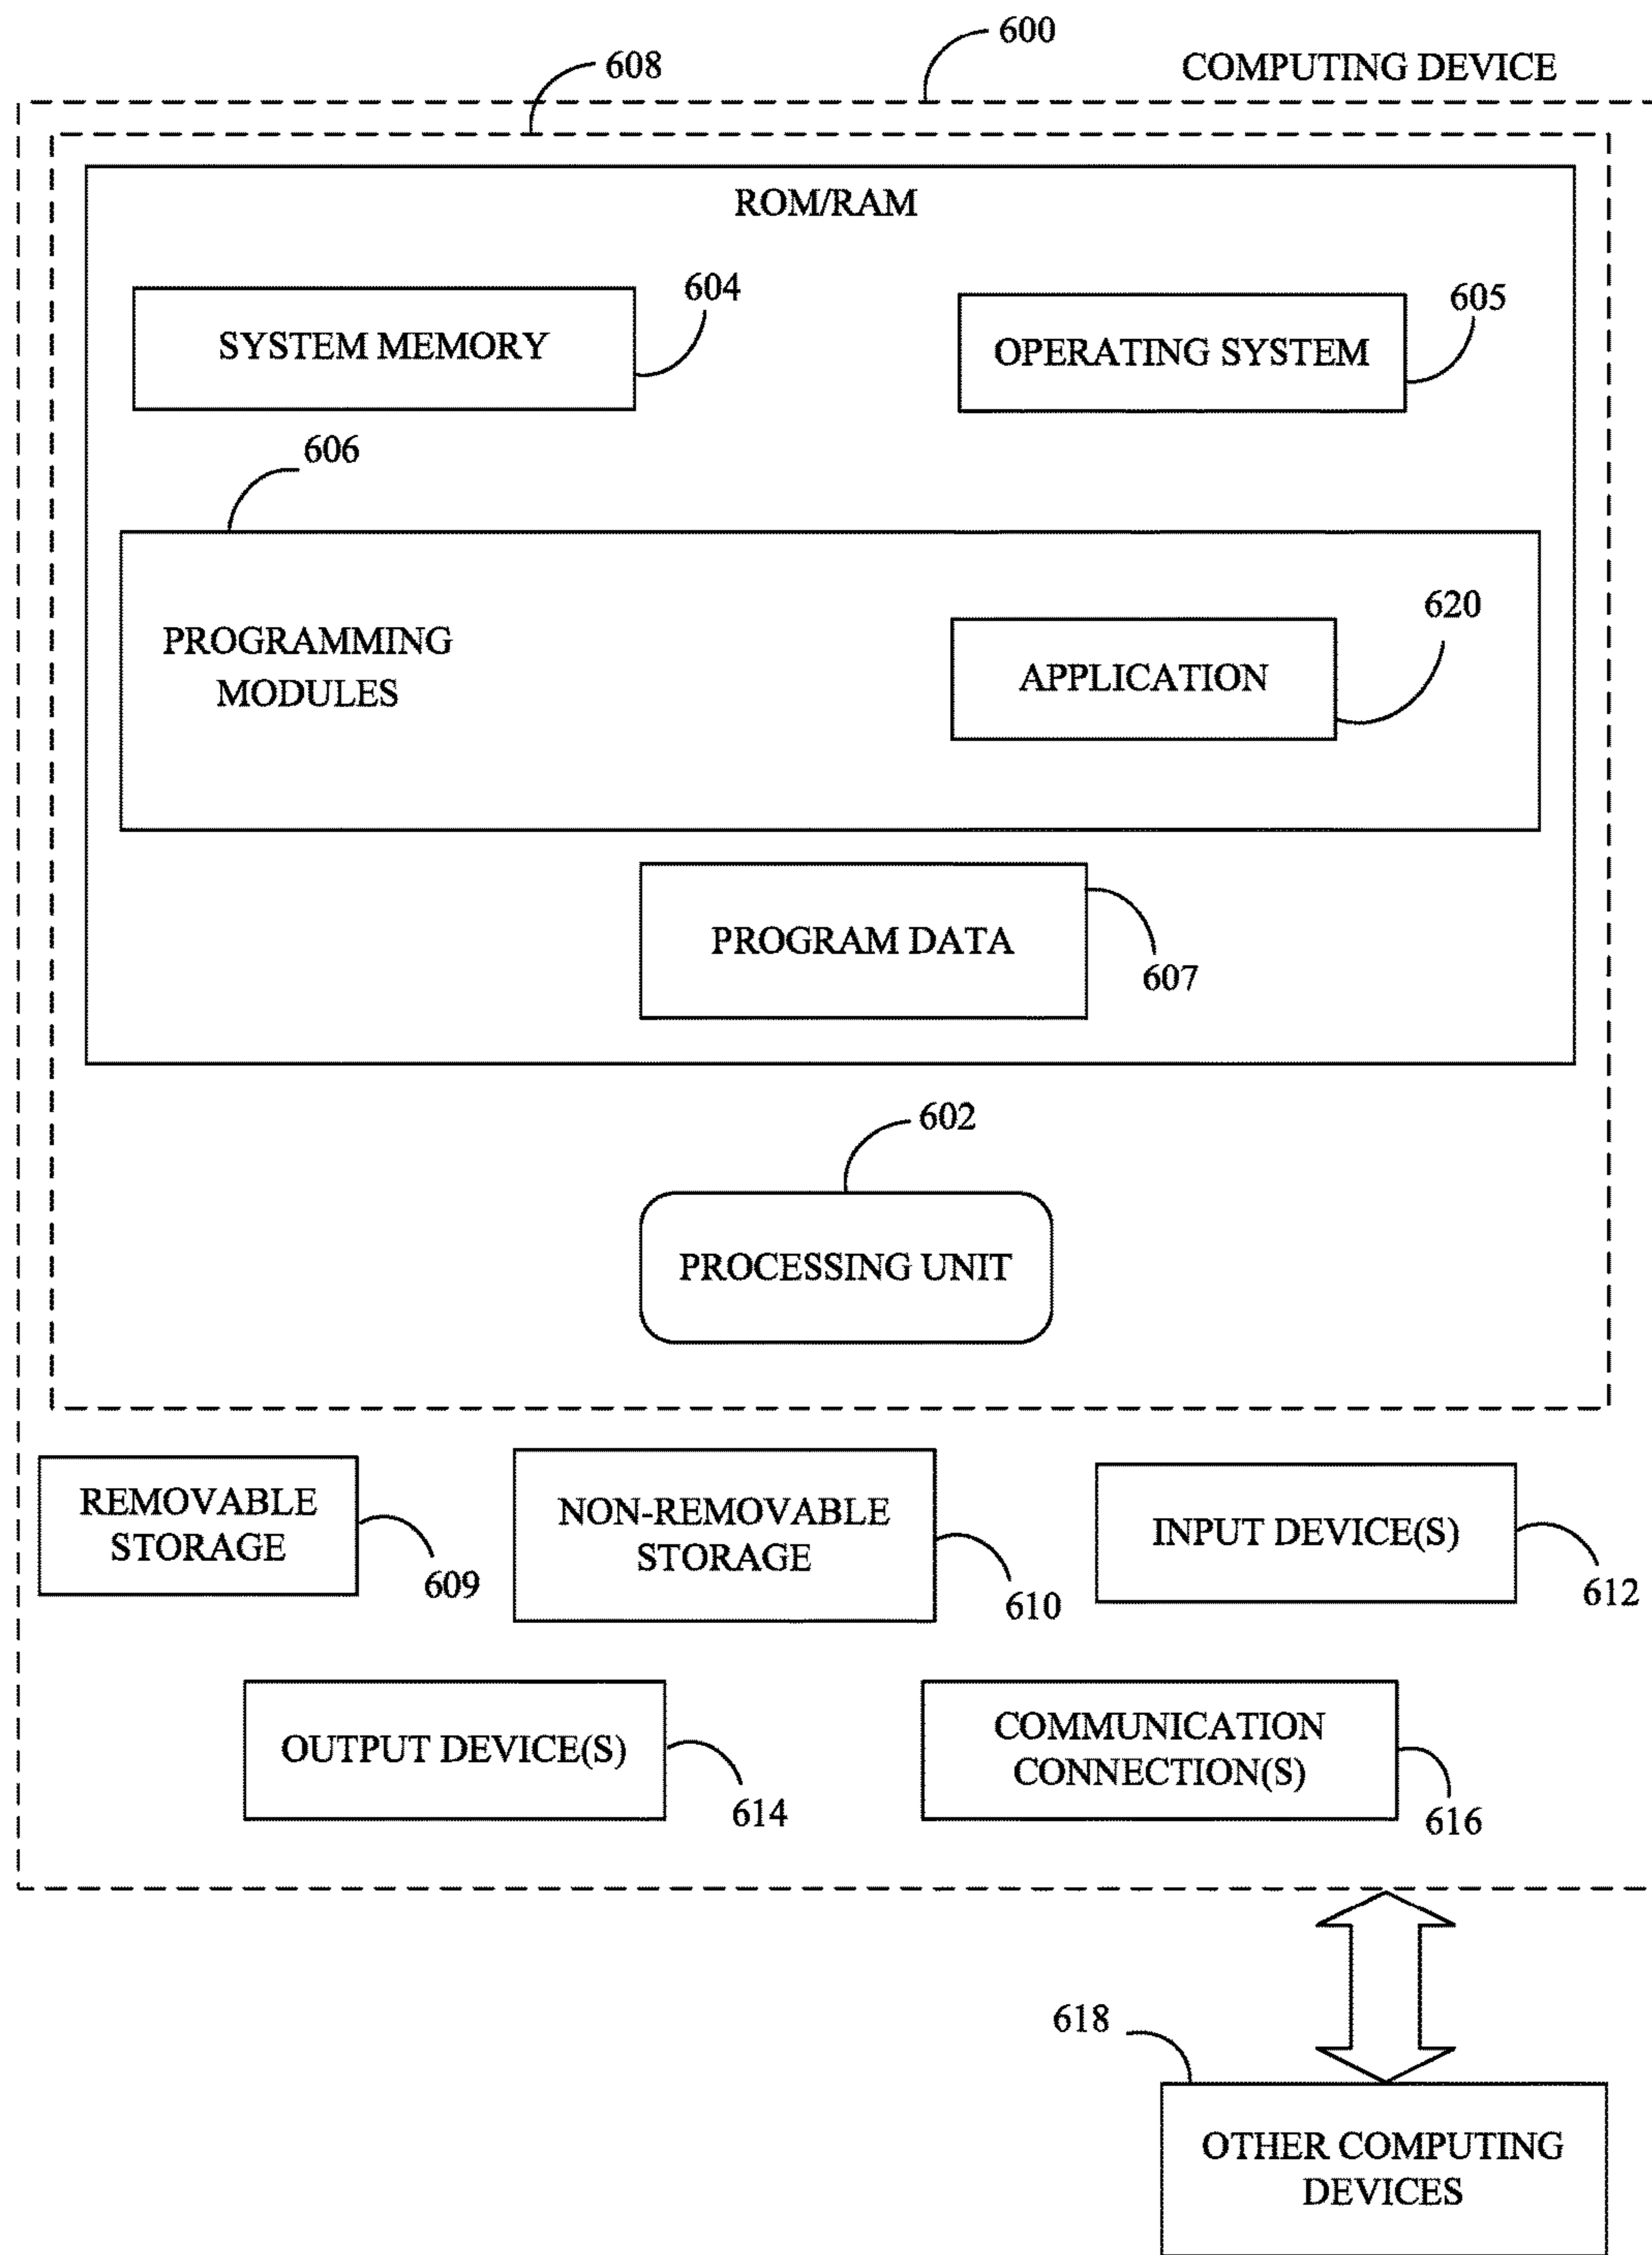 600
608
COMPUTING DEVICE
ROM/RAM
604
605
SYSTEM MEMORY
OPERATING SYSTEM
606
620
PROGRAMMING
MODULES
APPLICATION
PROGRAM DATA
607
602
PROCESSING UNIT
REMOVABLE
STORAGE
609
NON-REMOVABLE
STORAGE
610
INPUT DEVICE(S)
612
OUTPUT DEVICE(S)
614
COMMUNICATION
CONNECTION(S)
616
618
OTHER COMPUTING
DEVICES